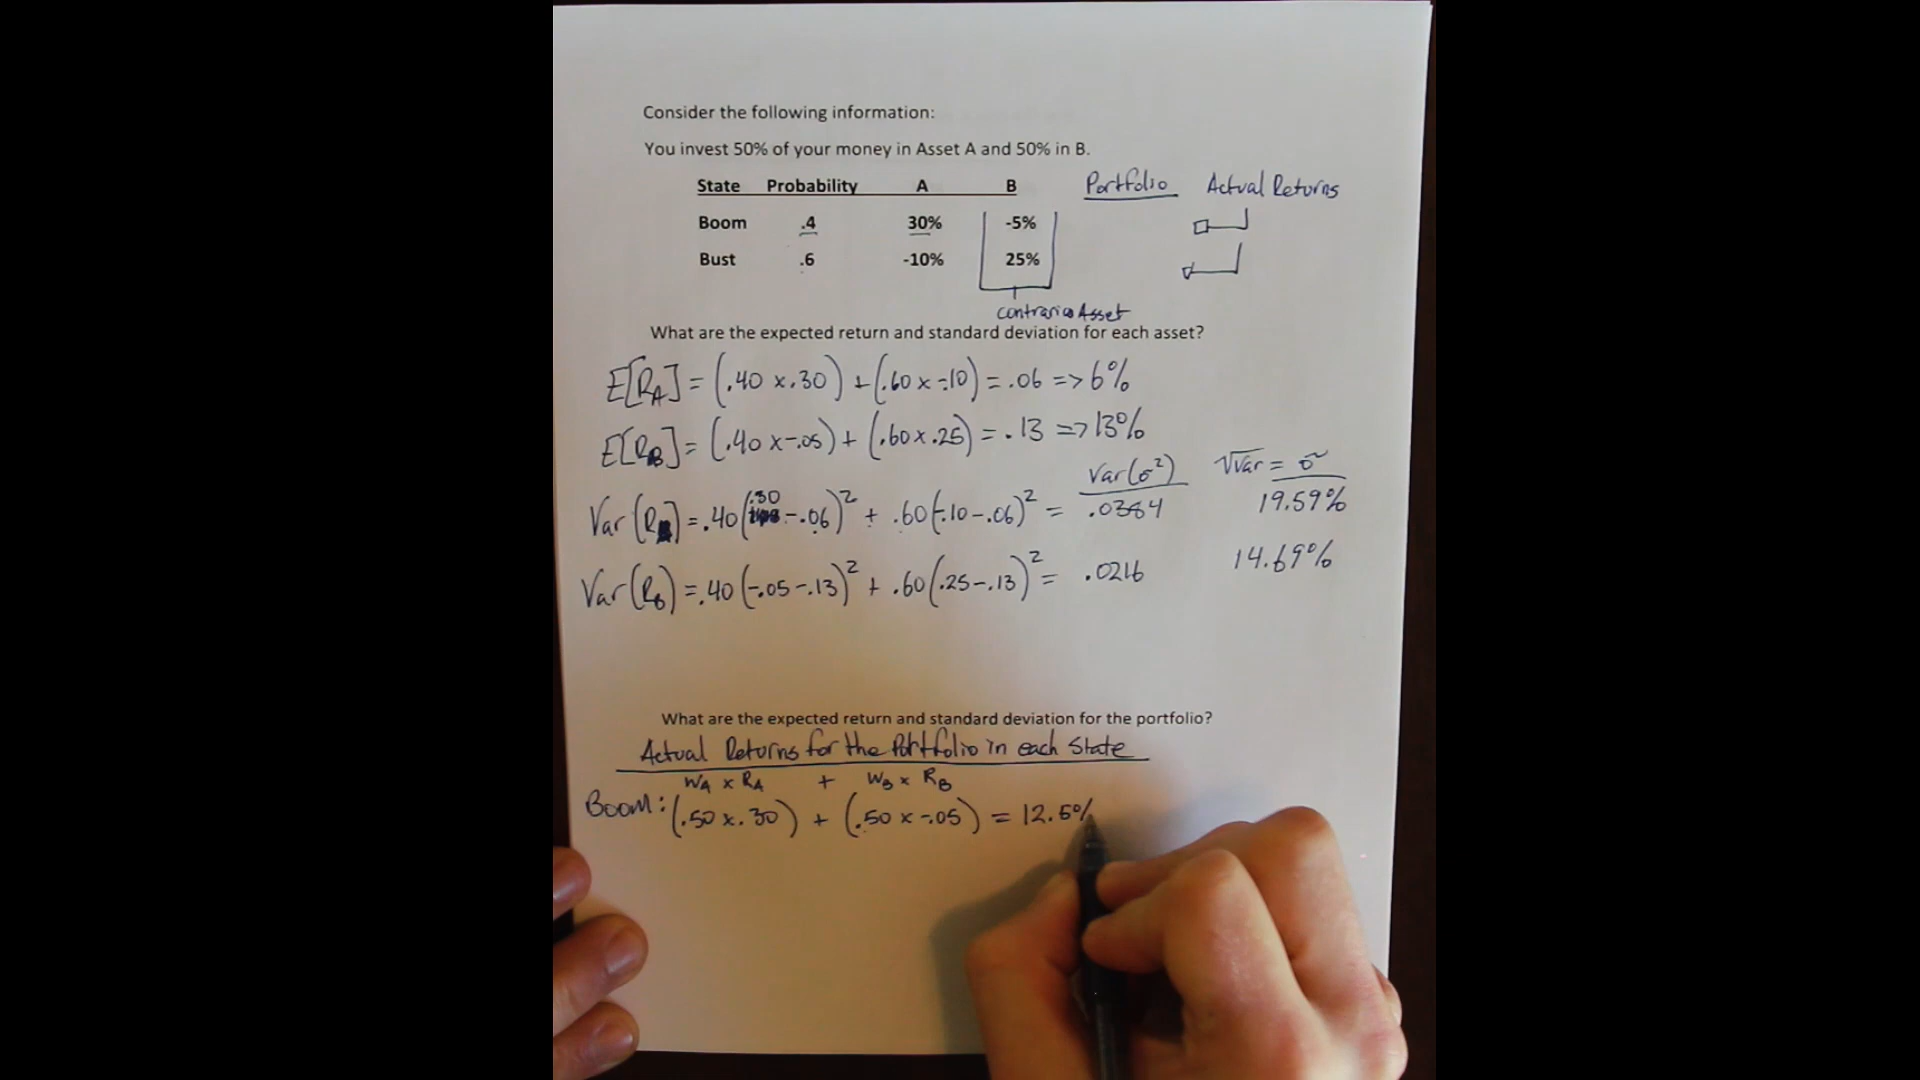 Consider the following information:
You invest 50% of your money in Asset A and 50% in B.
State Probability A B Portfolio Actual Returns
Boom .4 30% -5%
Bust .6 -10% 25%
Asset
What are the expected return and standard deviation for each asset?
E[RA] = (.40 x .30) + (.60 x -.10) = .06 => 6%
E[RB] = (.40 x -.05) + (.60 x .25) = .13 => 13%
Var(σ²) √Var = σ
Var(RA) = .40(.30 - .06)² + .60(-.10 - .06)² = .0384 19.59%
Var(RB) = .40(-.05 - .13)² + .60(.25 - .13)² = .0216 14.69%
What are the expected return and standard deviation for the portfolio?
Actual Returns for the Portfolio in each State
WA x RA + WB x RB
Boom: (.50 x .30) + (.50 x -.05) = 12.5%